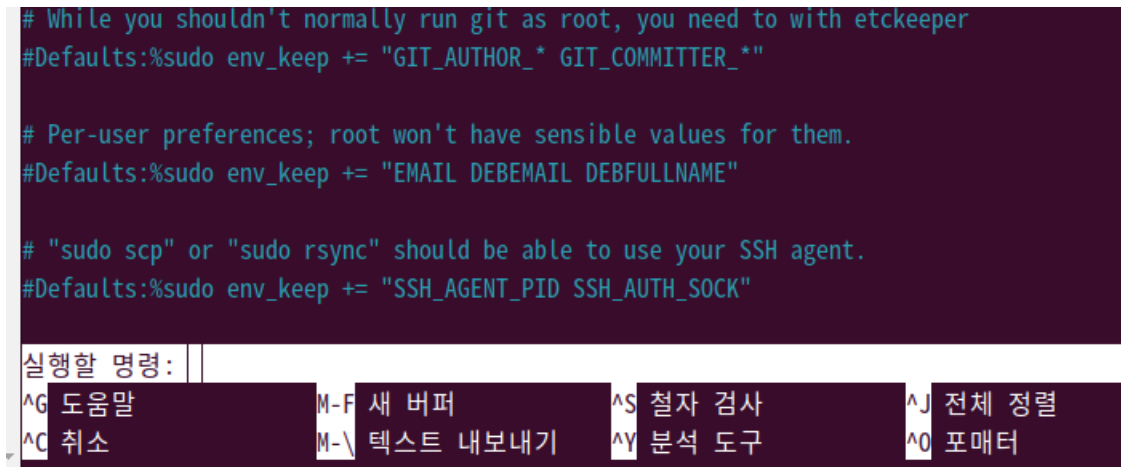 # While you shouldn't normally run git as root, you need to with etckeeper
#Defaults:%sudo env_keep += "GIT_AUTHOR_* GIT_COMMITTER_*"
# Per-user preferences; root won't have sensible values for them.
#Defaults:%sudo env_keep += "EMAIL DEBEMAIL DEBFULLNAME"
# "sudo scp" or "sudo rsync" should be able to use your SSH agent.
#Defaults:%sudo env_keep += "SSH_AGENT_PID SSH_AUTH_SOCK"
실행할 명령:
^G 도움말 M-F 새 버퍼 ^S 철자 검사 ^J 전체 정렬
^C 취소 M-\ 텍스트 내보내기 ^Y 분석 도구 ^O 포매터